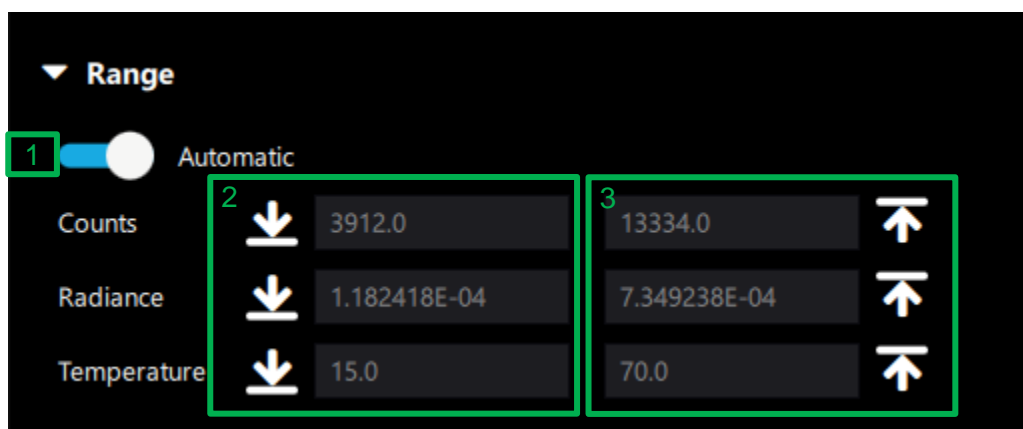 Range
1 Automatic
2 3
Counts 3912.0 13334.0
Radiance 1.182418E-04 7.349238E-04
Temperature 15.0 70.0